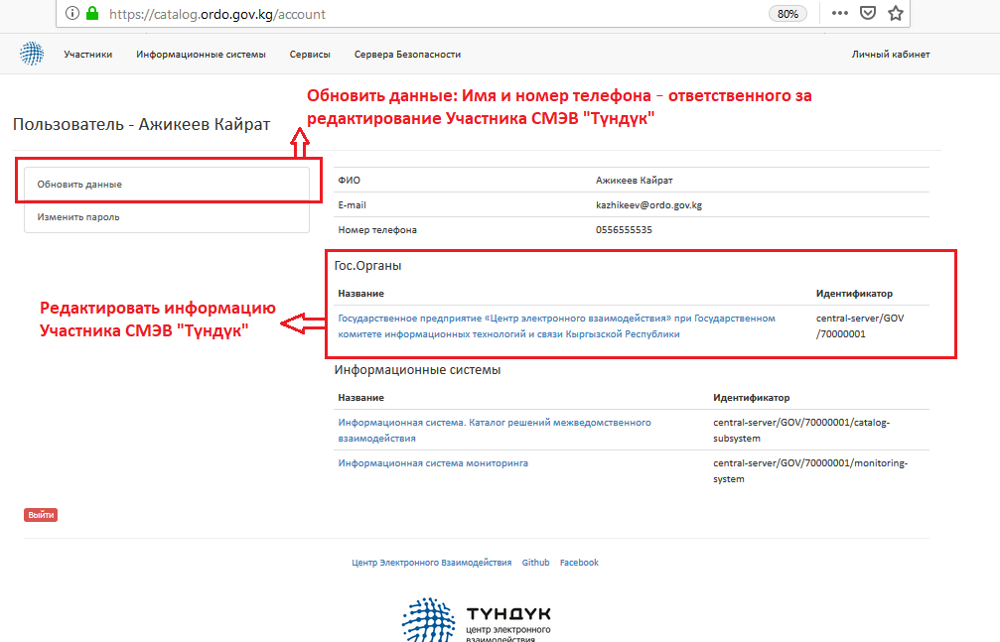 https://catalog.ordo.gov.kg/account
80%
Участники Информационные системы Сервисы Сервера Безопасности Личный кабинет
Обновить данные: Имя и номер телефона – ответственного за
редактирование Участника СМЭВ "Түндүк"
Пользователь - Ажикеев Кайрат
Обновить данные
Изменить пароль
ФИО Ажикеев Кайрат
E-mail kazhikeev@ordo.gov.kg
Номер телефона 0556555535
Гос.Органы
Название Идентификатор
Государственное предприятие «Центр электронного взаимодействия» при Государственном
комитете информационных технологий и связи Кыргызской Республики
central-server/GOV
/70000001
Редактировать информацию
Участника СМЭВ "Түндүк"
Информационные системы
Название Идентификатор
Информационная система. Каталог решений межведомственного
взаимодействия
central-server/GOV/70000001/catalog-
subsystem
Информационная система мониторинга
central-server/GOV/70000001/monitoring-
system
Выйти
Центр Электронного Взаимодействия Github Facebook
ТҮНДҮК
центр электронного
взаимодействия